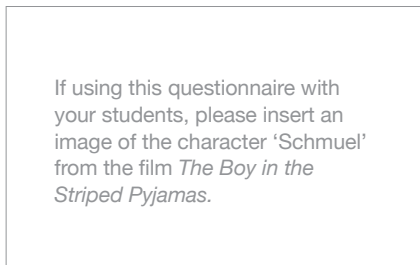 If using this questionnaire with
your students, please insert an
image of the character ‘Schmuel’
from the film The Boy in the
Striped Pyjamas.